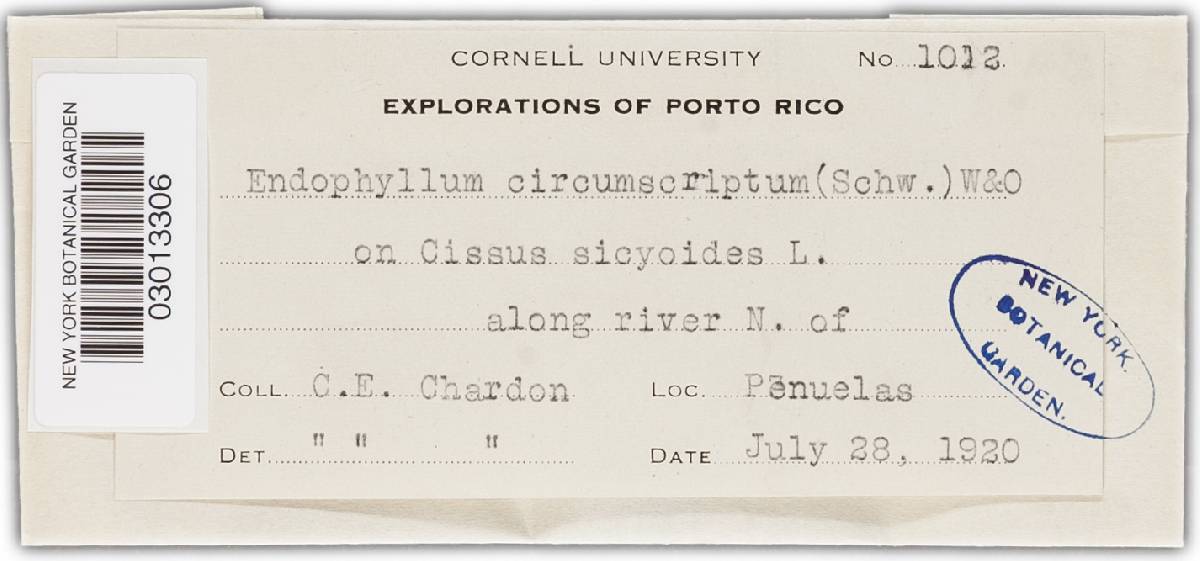 CORNELL UNIVERSITY No 1012.
EXPLORATIONS OF PORTO RICO
Endophyllum circumscriptum(Schw.)W&O
on Cissus sicyoides L.
along river N. of
COLL. C.E. Chardon LOC. Pēnuelas
DET. " " " DATE July 28, 1920
NEW YORK BOTANICAL GARDEN
03013306
NEW YORK
BOTANICAL
GARDEN.